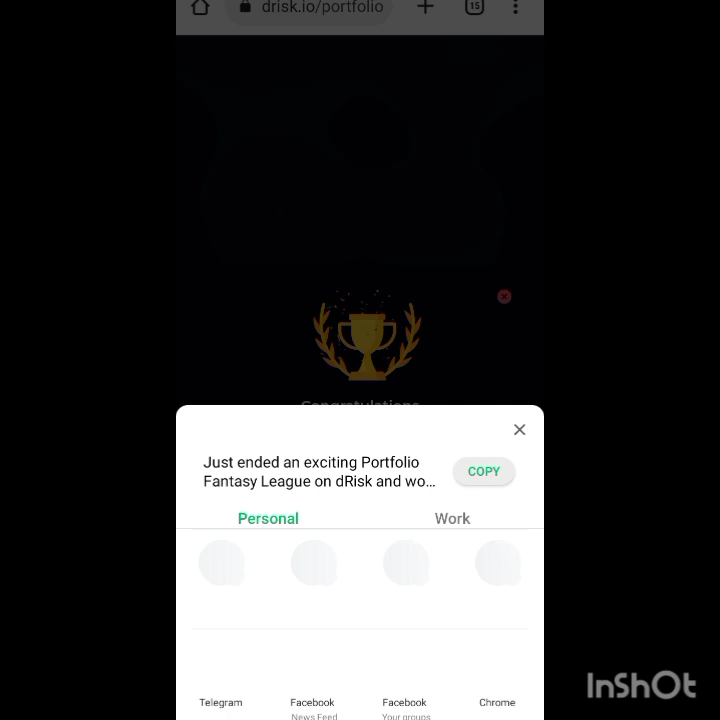 drisk.io/portfolio
15
Congratulations
Just ended an exciting Portfolio
Fantasy League on dRisk and wo...
COPY
Personal
Work
Telegram
Facebook
News Feed
Facebook
Your groups
Chrome
InShOt